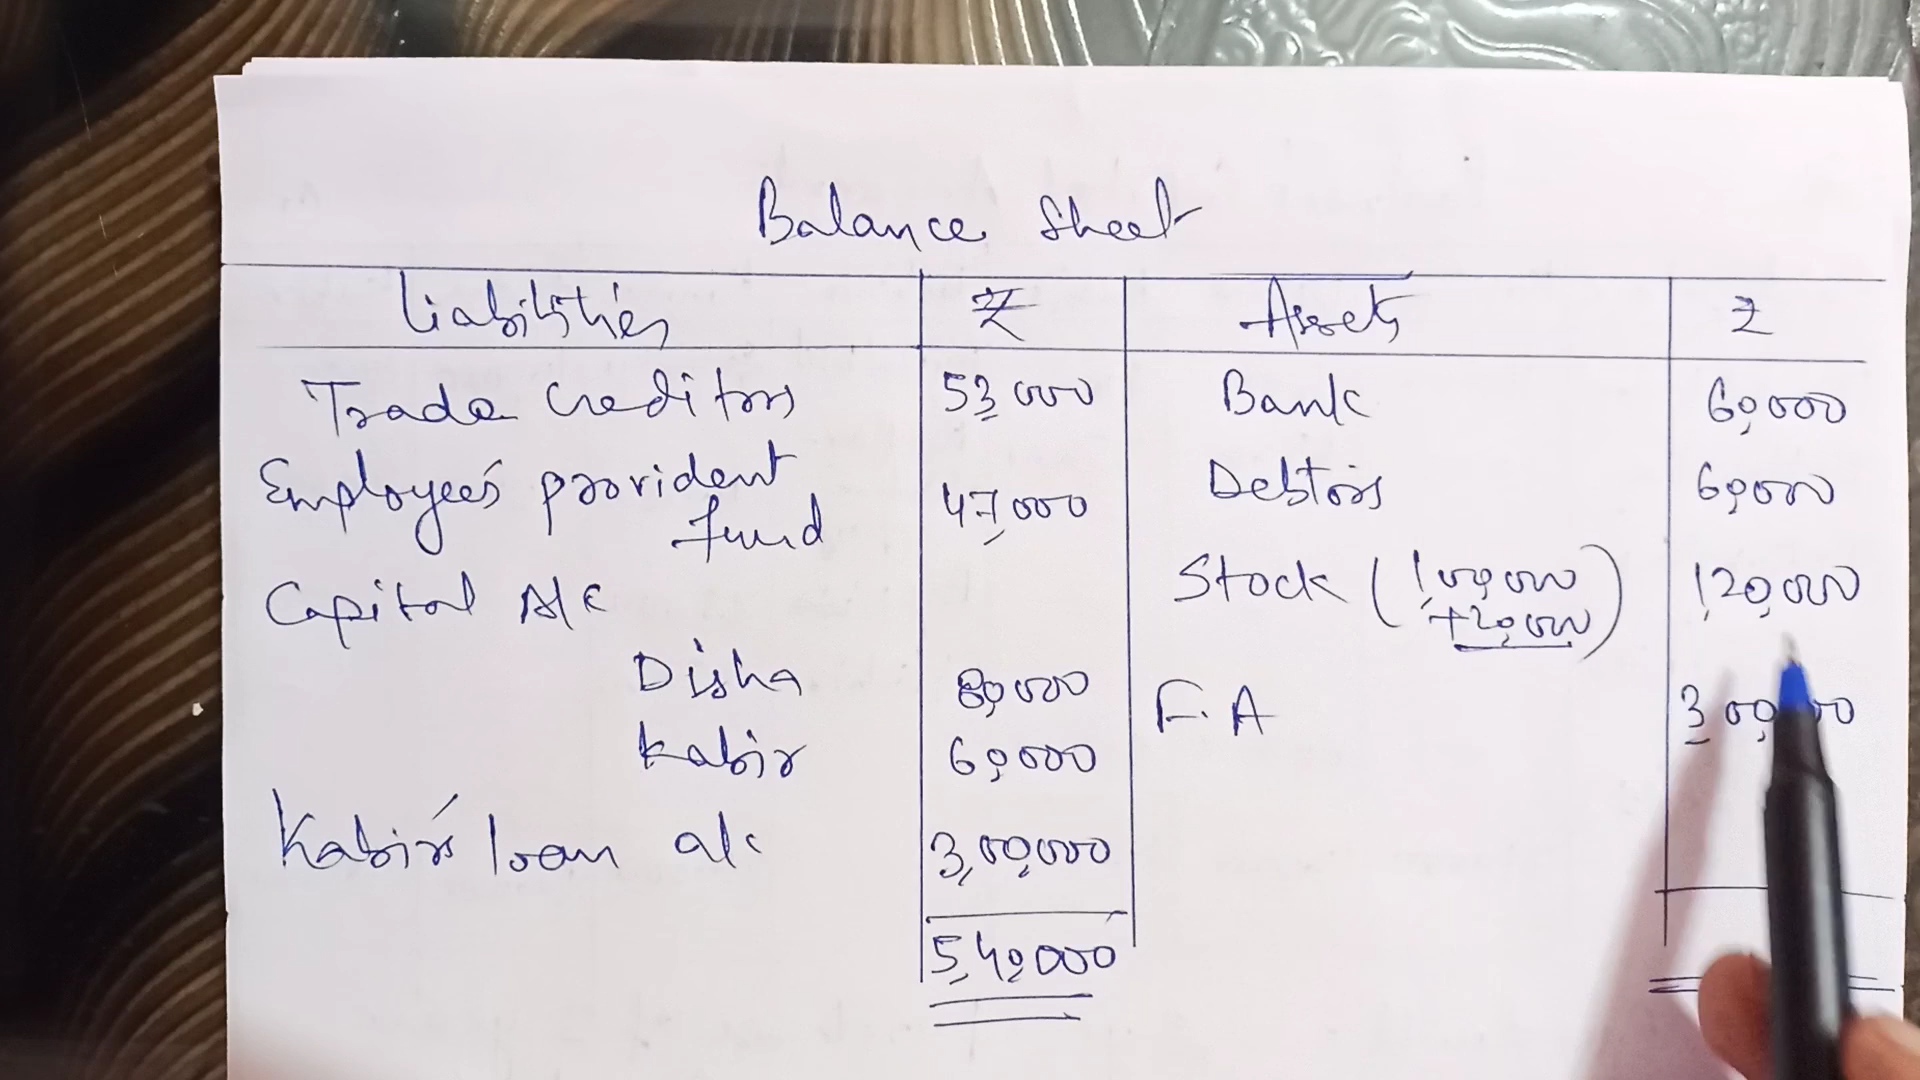 Balance Sheet
Liabilities ₹ Assets ₹
Trade Creditors 53,000 Bank 60,000
Employees' provident fund 47,000 Debtors 60,000
Capital A/c Stock (1,00,000 +20,000) 1,20,000
Disha 80,000 F.A
Kabir 60,000
Kabir's loan a/c 3,00,000
5,40,000